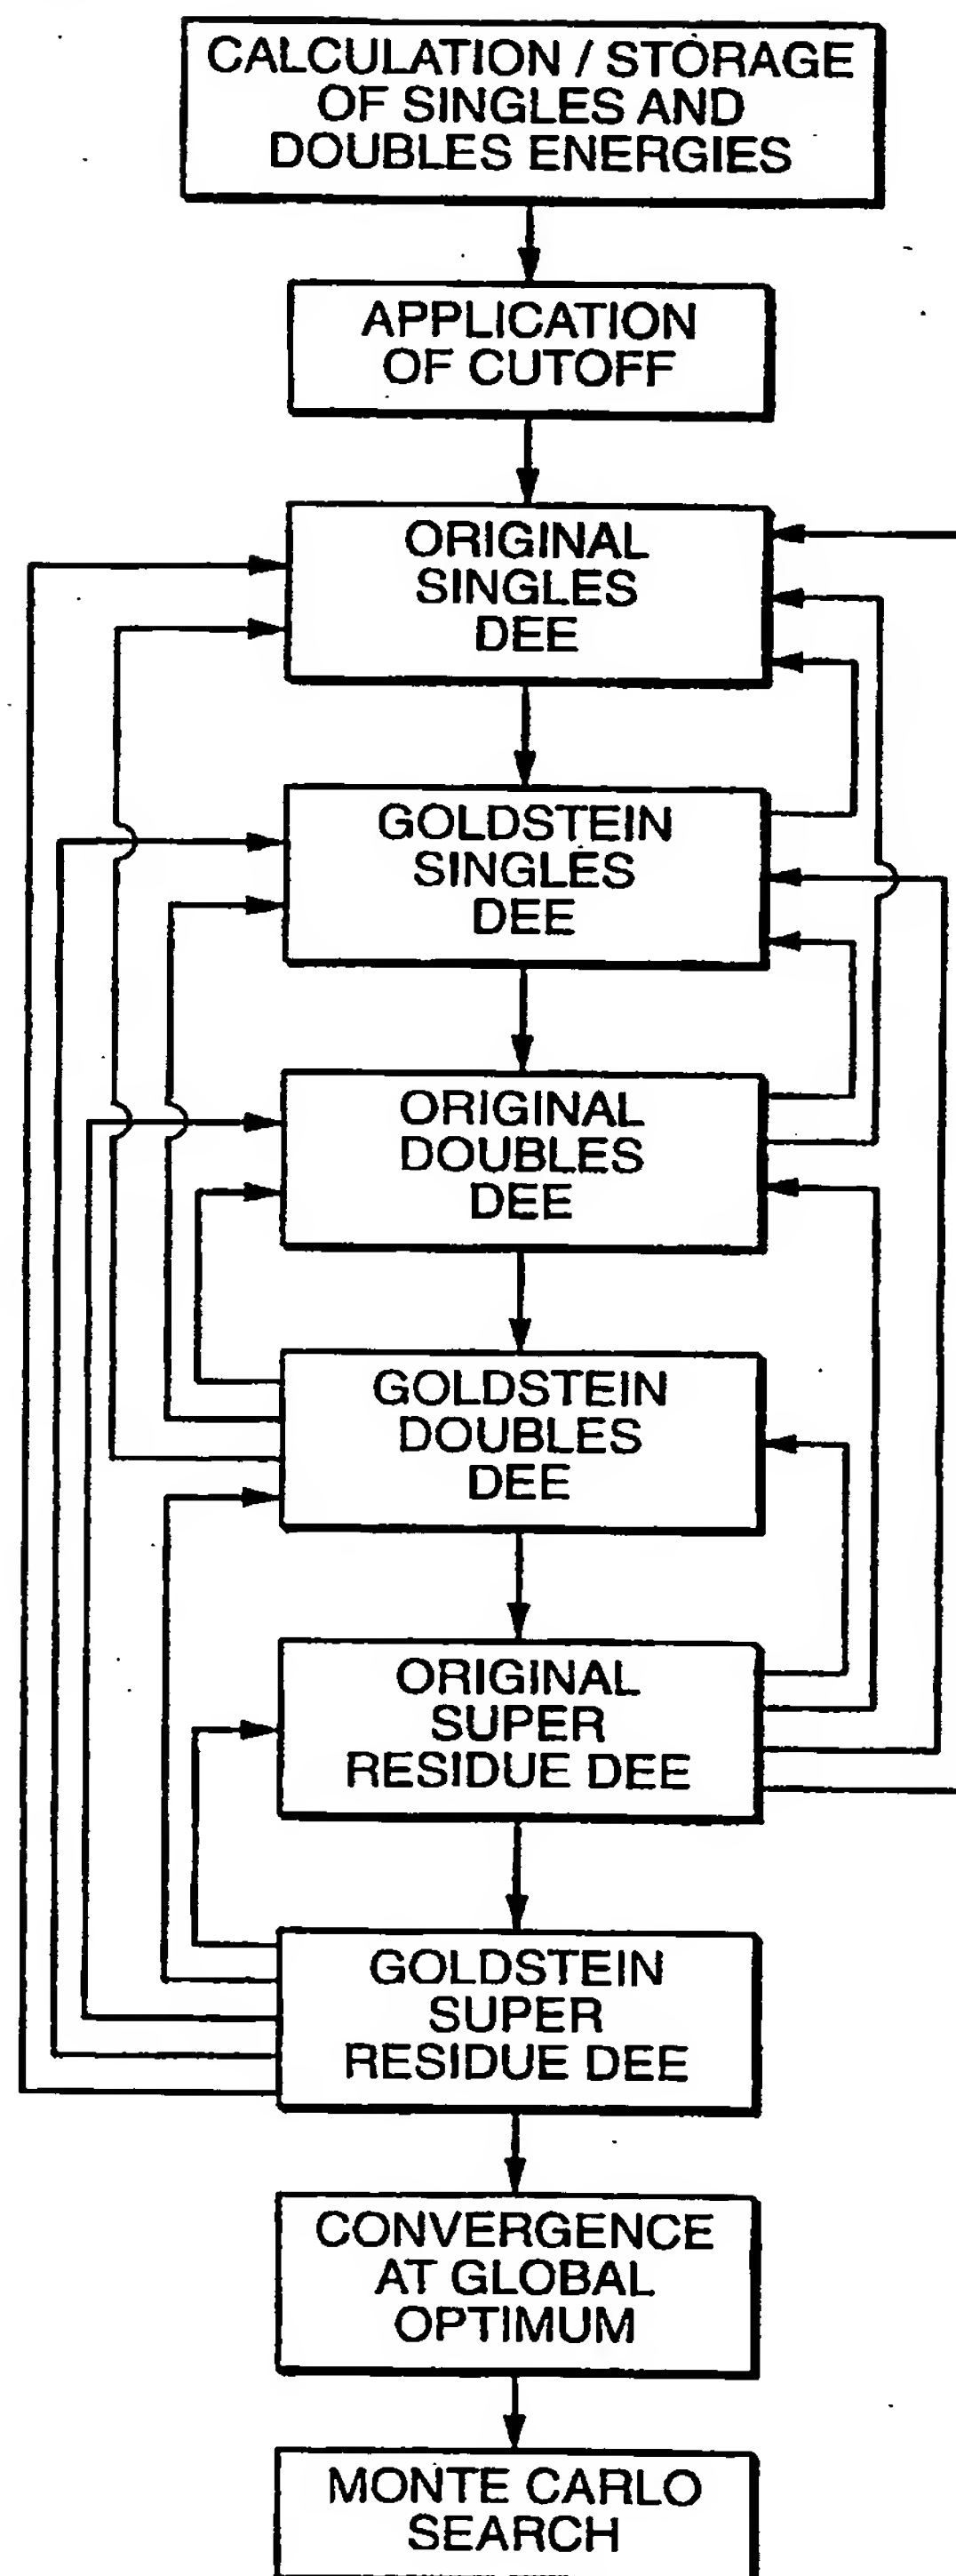 CALCULATION / STORAGE
OF SINGLES AND
DOUBLES ENERGIES
APPLICATION
OF CUTOFF
ORIGINAL
SINGLES
DEE
GOLDSTEIN
SINGLES
DEE
ORIGINAL
DOUBLES
DEE
GOLDSTEIN
DOUBLES
DEE
ORIGINAL
SUPER
RESIDUE DEE
GOLDSTEIN
SUPER
RESIDUE DEE
CONVERGENCE
AT GLOBAL
OPTIMUM
MONTE CARLO
SEARCH